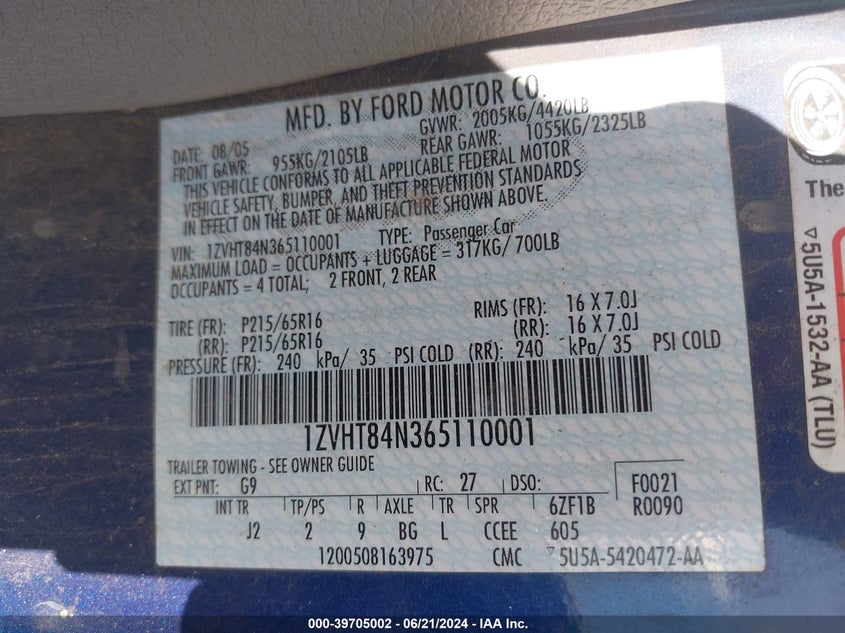 MFD. BY FORD MOTOR CO.
DATE: 08/05 GVWR: 2005KG/4420LB
FRONT GAWR: 955KG/2105LB REAR GAWR: 1055KG/2325LB
THIS VEHICLE CONFORMS TO ALL APPLICABLE FEDERAL MOTOR
VEHICLE SAFETY, BUMPER, AND THEFT PREVENTION STANDARDS
IN EFFECT ON THE DATE OF MANUFACTURE SHOWN ABOVE.
VIN: 1ZVHT84N365110001 TYPE: Passenger Car
MAXIMUM LOAD = OCCUPANTS + LUGGAGE = 317KG/ 700LB
OCCUPANTS = 4 TOTAL; 2 FRONT, 2 REAR
TIRE (FR): P215/65R16 RIMS (FR): 16 X 7.0J
(RR): P215/65R16 (RR): 16 X 7.0J
PRESSURE (FR): 240 kPa/ 35 PSI COLD (RR): 240 kPa/ 35 PSI COLD
1ZVHT84N365110001
TRAILER TOWING - SEE OWNER GUIDE
EXT PNT: G9 RC: 27 DSO: F0021
INT TR TP/PS R AXLE TR SPR 6ZF1B R0090
J2 2 9 BG L CCEE 605
1200508163975 CMC ▽5U5A-5420472-AA
The
▽5U5A-1532-AA (TLU)
000-39705002 - 06/21/2024 - IAA Inc.